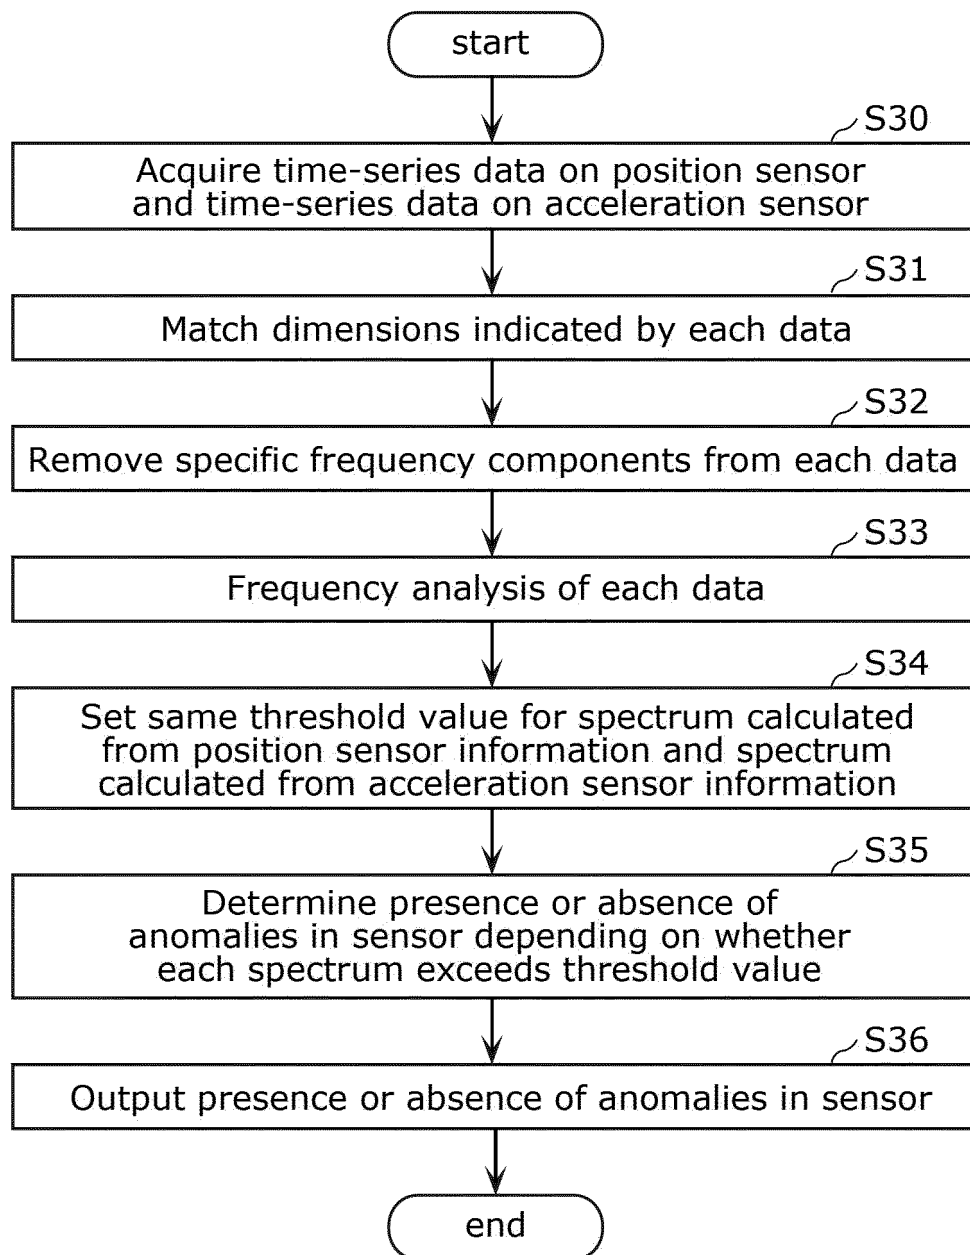 start
S30
Acquire time-series data on position sensor
and time-series data on acceleration sensor
S31
Match dimensions indicated by each data
S32
Remove specific frequency components from each data
S33
Frequency analysis of each data
S34
Set same threshold value for spectrum calculated
from position sensor information and spectrum
calculated from acceleration sensor information
S35
Determine presence or absence of
anomalies in sensor depending on whether
each spectrum exceeds threshold value
S36
Output presence or absence of anomalies in sensor
end